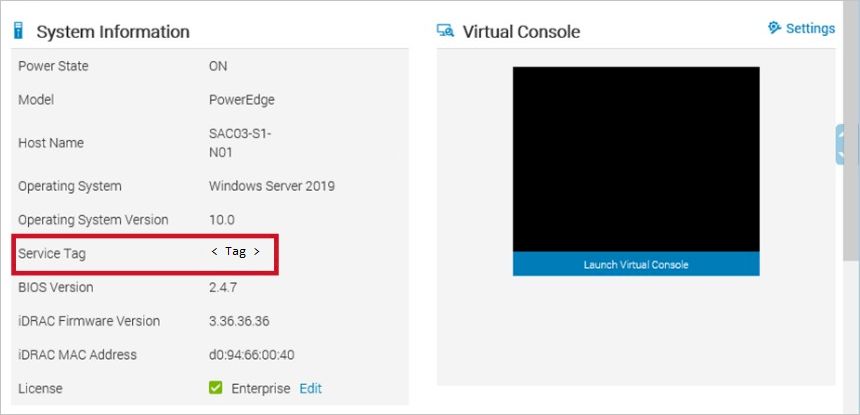 System Information
Power State ON
Model PowerEdge
Host Name SAC03-S1-
N01
Operating System Windows Server 2019
Operating System Version 10.0
Service Tag < Tag >
BIOS Version 2.4.7
iDRAC Firmware Version 3.36.36.36
iDRAC MAC Address d0:94:66:00:40
License Enterprise Edit
Virtual Console
Settings
Launch Virtual Console